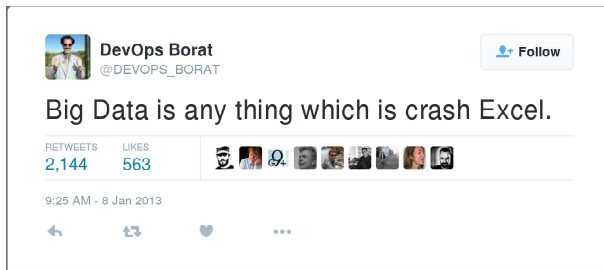 DevOps Borat
Follow
@DEVOPS_BORAT
Big Data is any thing which is crash Excel.
RETWEETS LIKES
2,144 563
9:25 AM - 8 Jan 2013